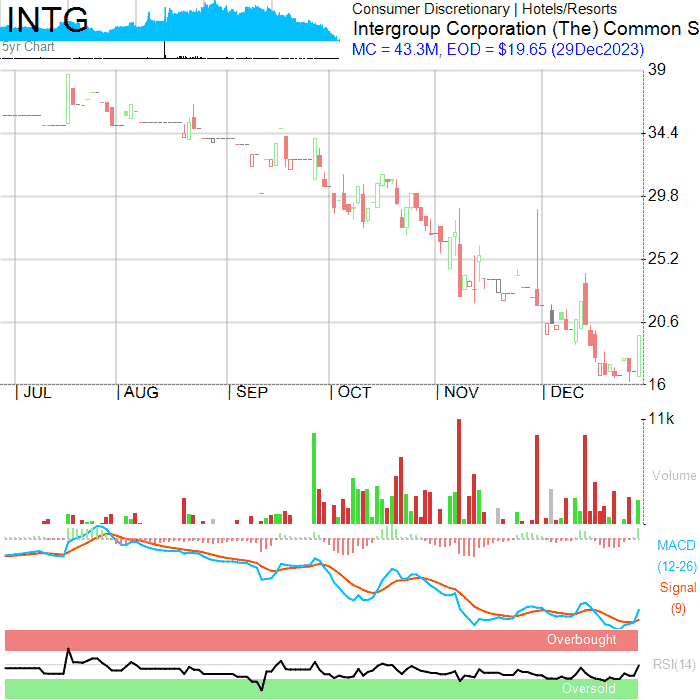 INTG
Consumer Discretionary | Hotels/Resorts
Intergroup Corporation (The) Common S
5yr Chart
MC = 43.3M, EOD = $19.65 (29Dec2023)
39
34.4
29.8
25.2
20.6
16
|JUL |AUG |SEP |OCT |NOV |DEC
11k
Volume
MACD
(12-26)
Signal
(9)
Overbought
RSI(14)
Oversold